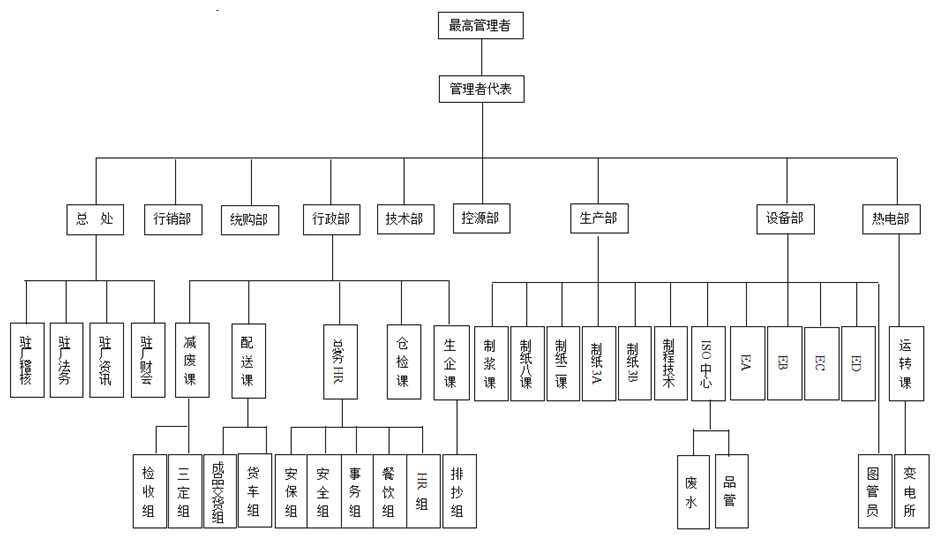 最高管理者
管理者代表
总 处
行销部
统购部
行政部
技术部
控源部
生产部
设备部
热电部
驻厂稽核
驻厂法务
驻厂资讯
驻厂财会
减废课
配送课
总务HR
仓检课
生企课
制浆课
制纸八课
制纸二课
制纸3A
制纸3B
制程技术
ISO中心
EA
EB
EC
ED
运转课
检收组
三定组
成品交货组
货车组
安保组
安全组
事务组
餐饮组
HR组
排抄组
废水
品管
图管员
变电所